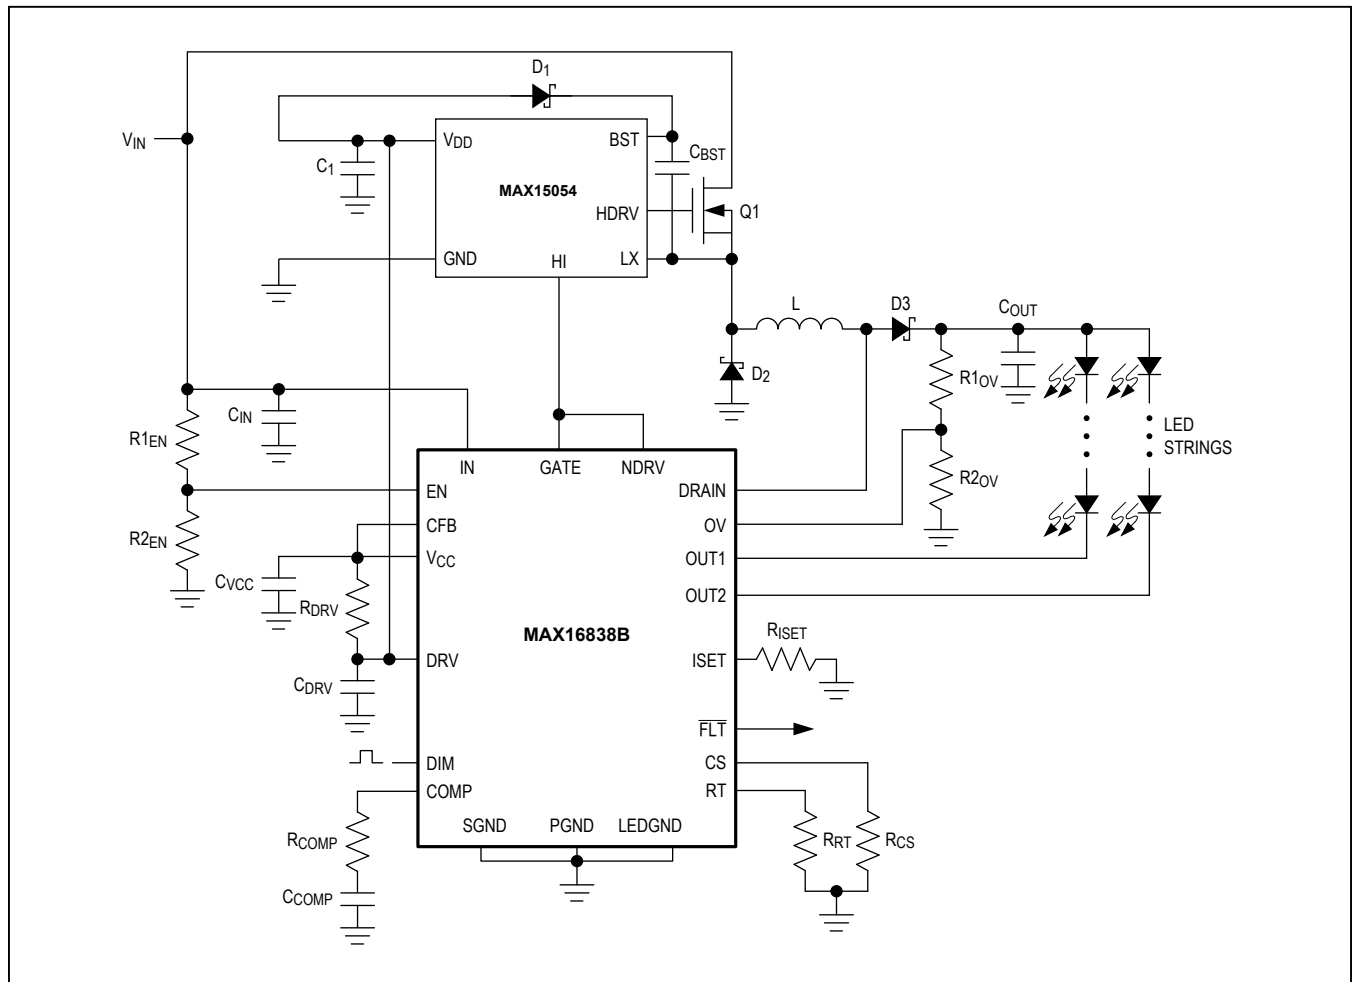 D1
VIN
VDD
BST
CBST
C1
MAX15054
HDRV
Q1
GND
HI
LX
L
D3
COUT
D2
R1OV
CIN
R1EN
LED
STRINGS
IN
GATE
NDRV
R2OV
EN
DRAIN
CFB
OV
R2EN
VCC
OUT1
CVCC
RDRV
OUT2
MAX16838B
RISET
DRV
ISET
CDRV
FLT
DIM
CS
COMP
RT
SGND
PGND
LEDGND
RCOMP
RRT
RCS
CCOMP